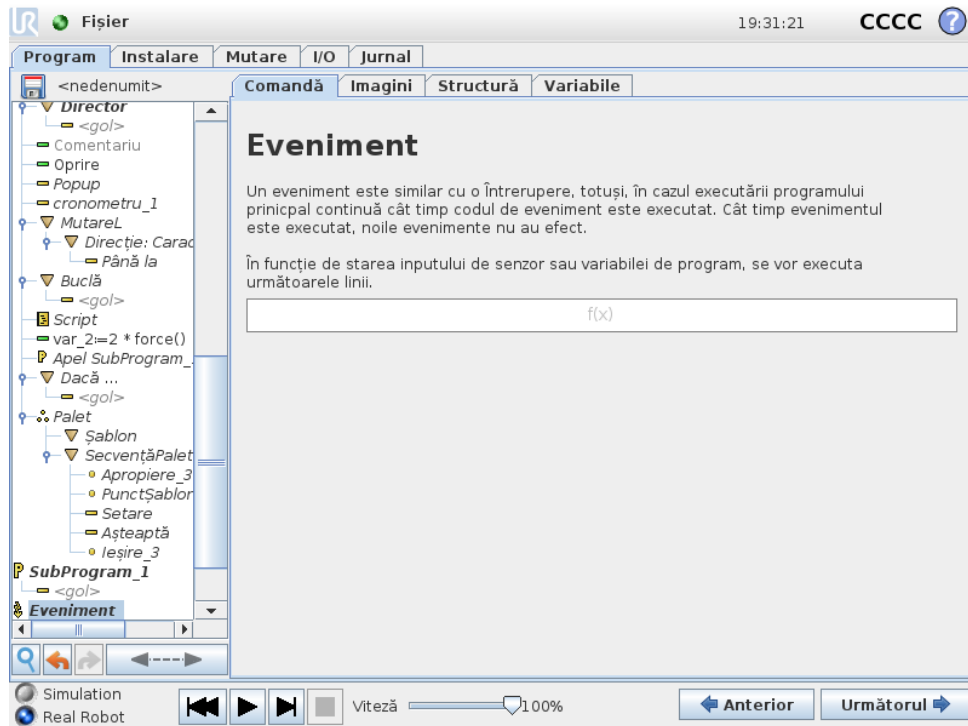 UR Fișier 19:31:21 CCCC ?
Program Instalare Mutare I/O Jurnal
<nedenumit>
Comandă Imagini Structură Variabile
Director
<gol>
Comentariu
Oprire
Popup
cronometru_1
MutareL
Direcție: Carac
Până la
Buclă
<gol>
Script
var_2:=2 * force()
Apel SubProgram_
Dacă ...
<gol>
Palet
Șablon
SecvențăPalet
Apropiere_3
PunctȘablon
Setare
Așteaptă
Ieșire_3
SubProgram_1
<gol>
Eveniment
Eveniment
Un eveniment este similar cu o Întrerupere, totuși, în cazul executării programului
prinicpal continuă cât timp codul de eveniment este executat. Cât timp evenimentul
este executat, noile evenimente nu au efect.
În funcție de starea inputului de senzor sau variabilei de program, se vor executa
următoarele linii.
f(x)
Simulation
Real Robot
Viteză 100%
Anterior Următorul